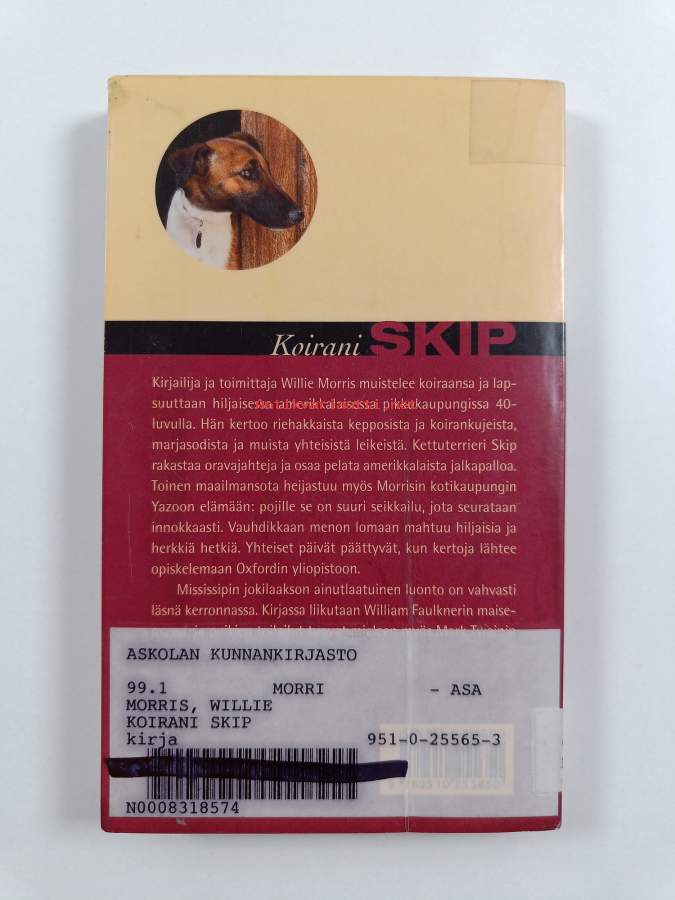 Koirani SKIP
Kirjailija ja toimittaja Willie Morris muistelee koiraansa ja lap-
suuttaan hiljaisessa amerikkalaisessa pikkukaupungissa 40-
luvulla. Hän kertoo riehakkaista kepposista ja koirankujeista,
marjasodista ja muista yhteisistä leikeistä. Kettuterrieri Skip
rakastaa oravajahteja ja osaa pelata amerikkalaista jalkapalloa.
Toinen maailmansota heijastuu myös Morrisin kotikaupungin
Yazoon elämään: pojille se on suuri seikkailu, jota seurataan
innokkaasti. Vauhdikkaan menon lomaan mahtuu hiljaisia ja
herkkiä hetkiä. Yhteiset päivät päättyvät, kun kertoja lähtee
opiskelemaan Oxfordin yliopistoon.
Mississipin jokilaakson ainutlaatuinen luonto on vahvasti
läsnä kerronnassa. Kirjassa liikutaan William Faulknerin maise-
ASKOLAN KUNNANKIRJASTO
99.1 MORRI - ASA
MORRIS, WILLIE
KOIRANI SKIP
kirja 951-0-25565-3
N0008318574